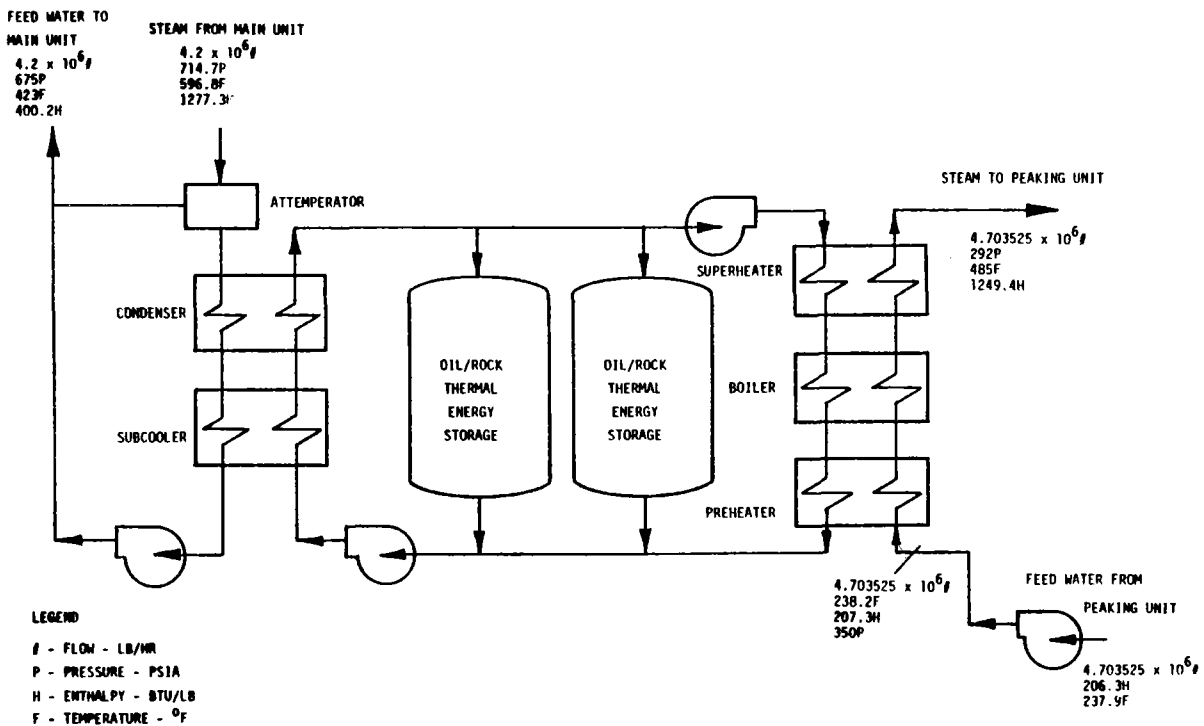 FEED WATER TO
MAIN UNIT
4.2 x 10⁶#
675P
423F
400.2H
STEAM FROM MAIN UNIT
4.2 x 10⁶#
714.7P
596.8F
1277.3H
ATTEMPERATOR
CONDENSER
SUBCOOLER
OIL/ROCK
THERMAL
ENERGY
STORAGE
OIL/ROCK
THERMAL
ENERGY
STORAGE
SUPERHEATER
BOILER
PREHEATER
STEAM TO PEAKING UNIT
4.703525 x 10⁶#
292P
485F
1249.4H
4.703525 x 10⁶#
238.2F
207.3H
350P
FEED WATER FROM
PEAKING UNIT
4.703525 x 10⁶#
206.3H
237.9F
LEGEND
# - FLOW - LB/HR
P - PRESSURE - PSIA
H - ENTHALPY - BTU/LB
F - TEMPERATURE - °F